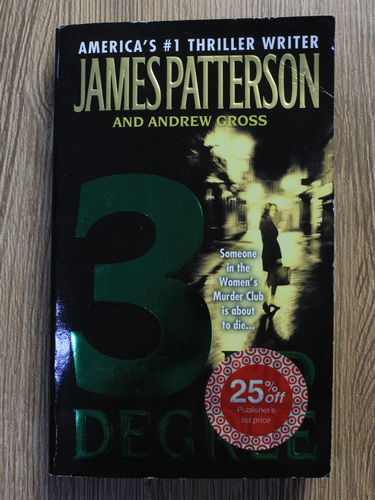 AMERICA'S #1 THRILLER WRITER
JAMES PATTERSON
AND ANDREW GROSS
3RD
Someone
in the
Women's
Murder Club
is about
to die...
25% off
Publisher's
list price
DEGREE